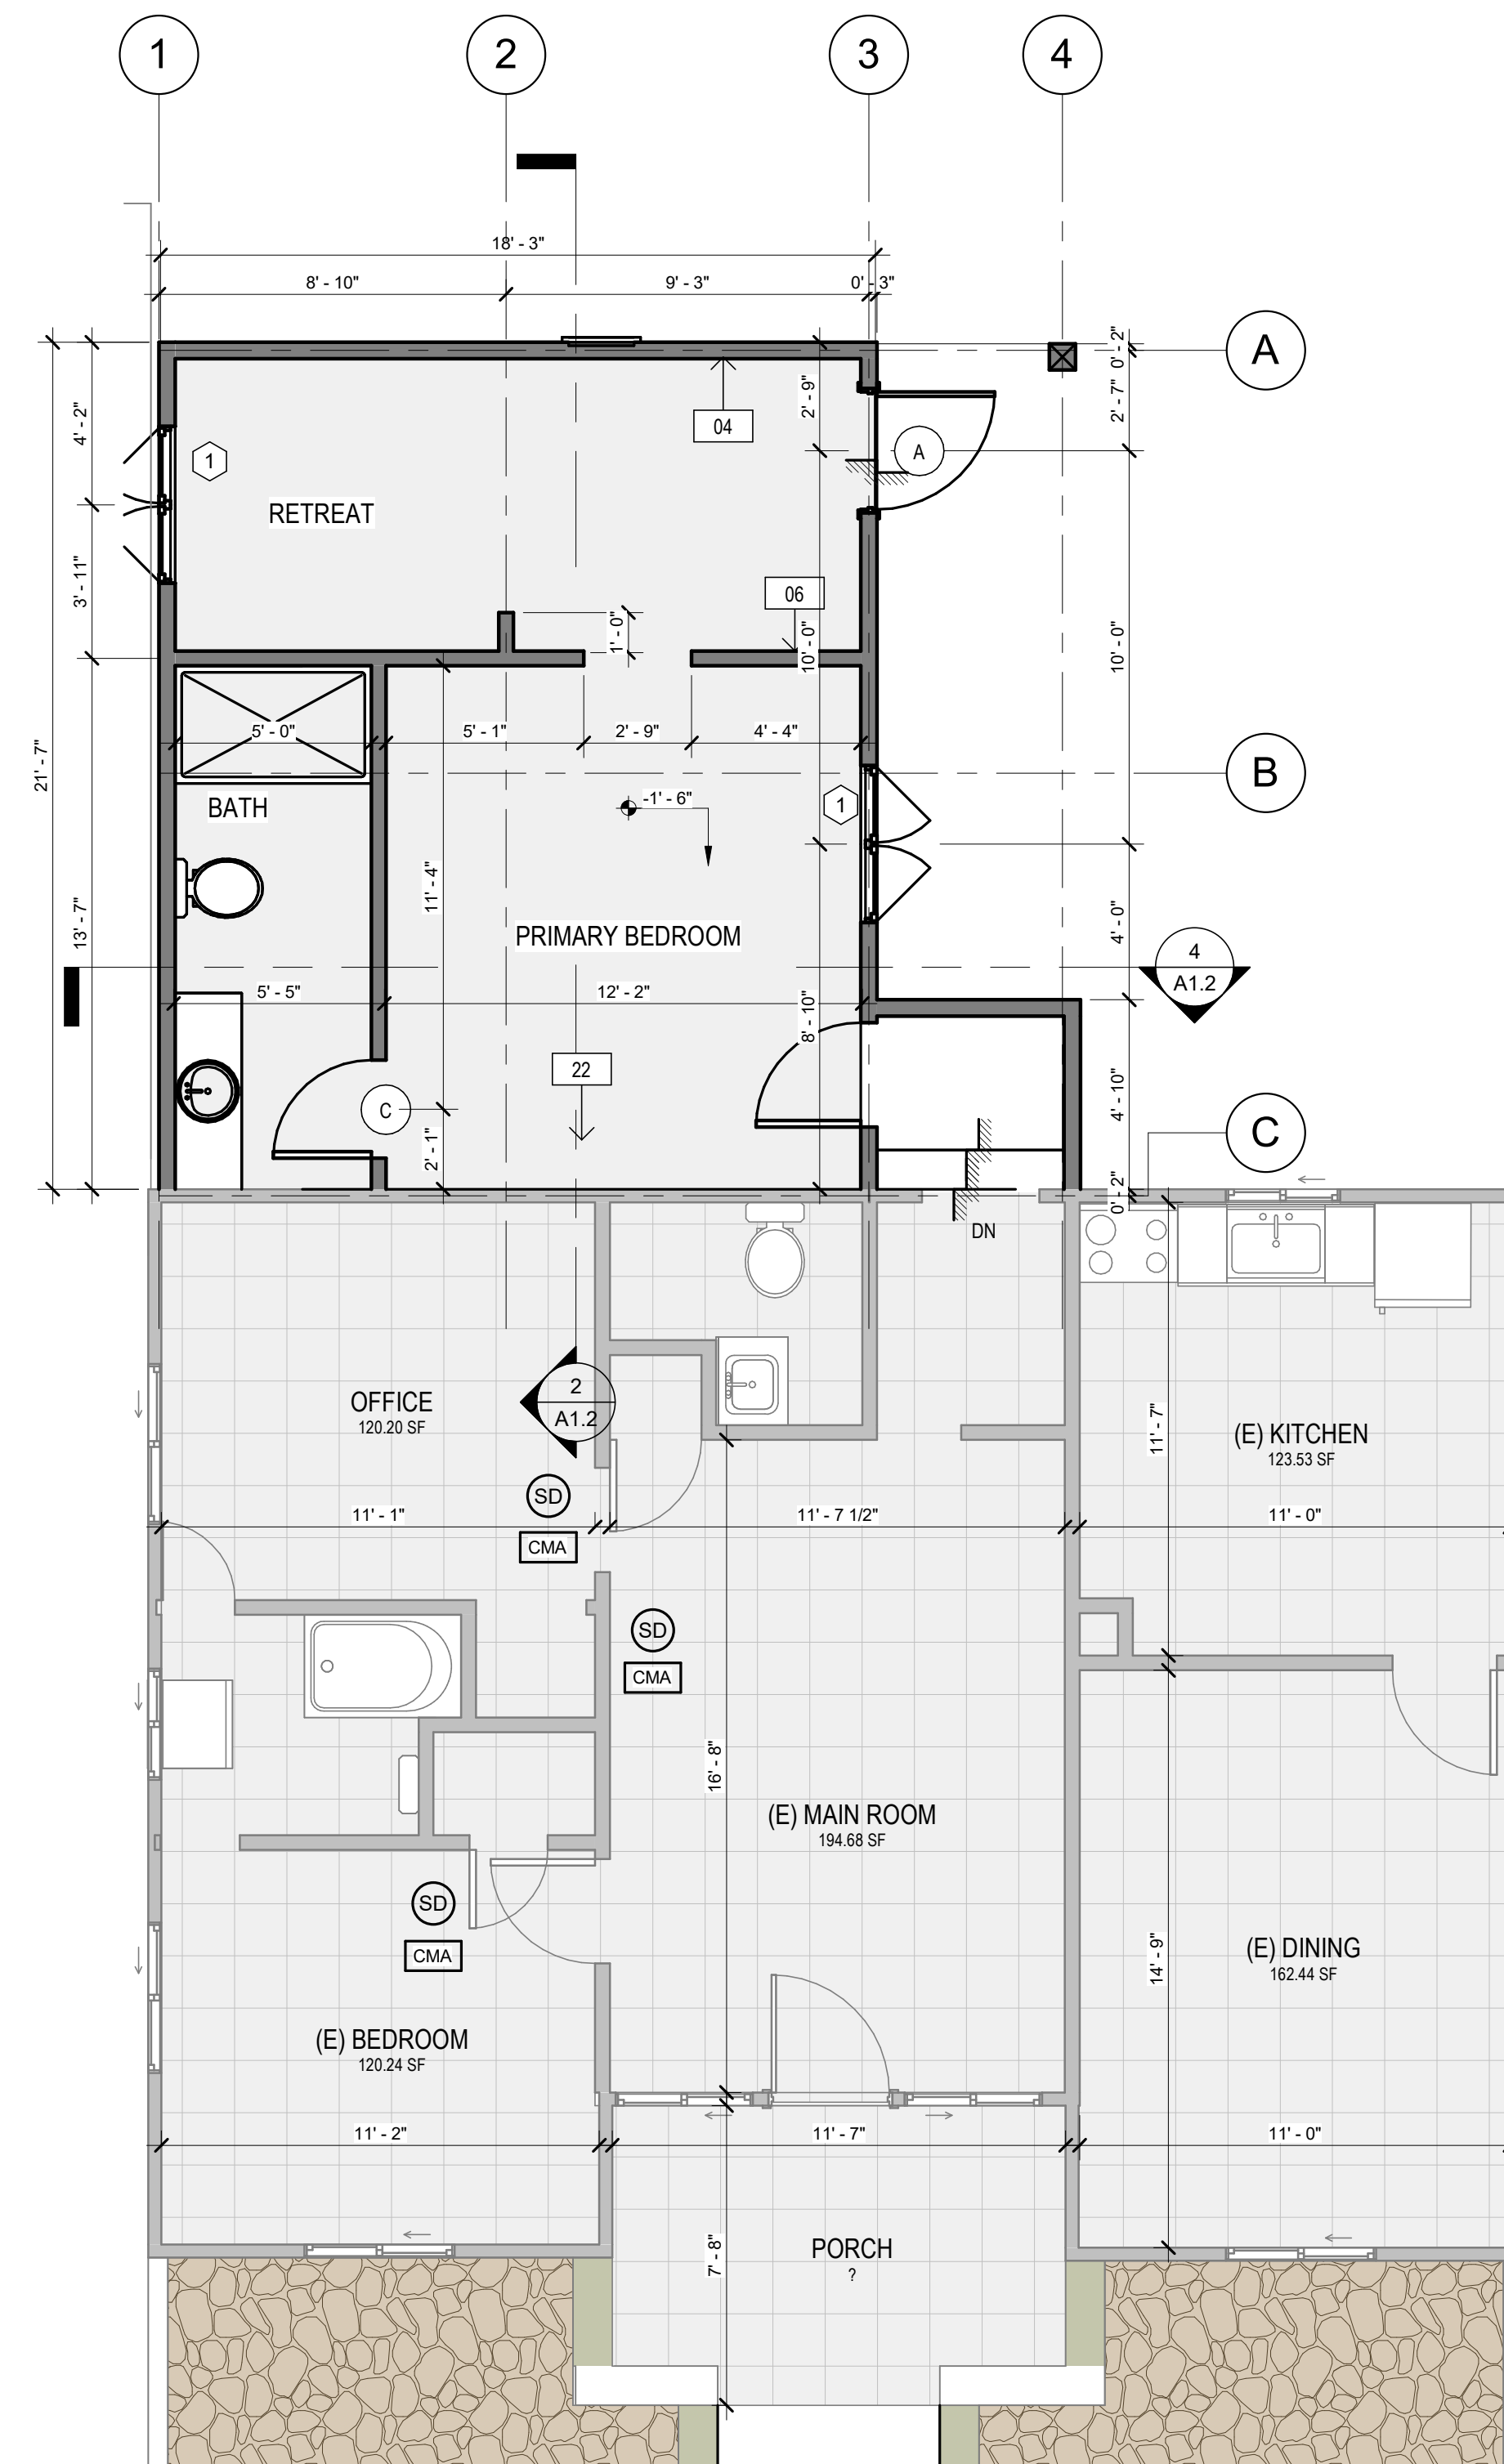 1
2
3
4
18' - 3"
8' - 10"
9' - 3"
0' - 3"
A
0' - 2"
2' - 7"
2' - 9"
4' - 2"
04
A
1
RETREAT
3' - 11"
06
1' - 0"
10' - 0"
10' - 0"
5' - 0"
5' - 1"
2' - 9"
4' - 4"
21' - 7"
B
BATH
-1' - 6"
1
11' - 4"
13' - 7"
PRIMARY BEDROOM
4' - 0"
4
A1.2
5' - 5"
12' - 2"
8' - 10"
22
C
4' - 10"
C
2' - 1"
0' - 2"
DN
OFFICE
120.20 SF
2
A1.2
11' - 7"
(E) KITCHEN
123.53 SF
SD
CMA
11' - 1"
11' - 7 1/2"
11' - 0"
SD
CMA
16' - 8"
(E) MAIN ROOM
194.68 SF
SD
CMA
14' - 9"
(E) DINING
162.44 SF
(E) BEDROOM
120.24 SF
11' - 2"
11' - 7"
11' - 0"
7' - 8"
PORCH
?